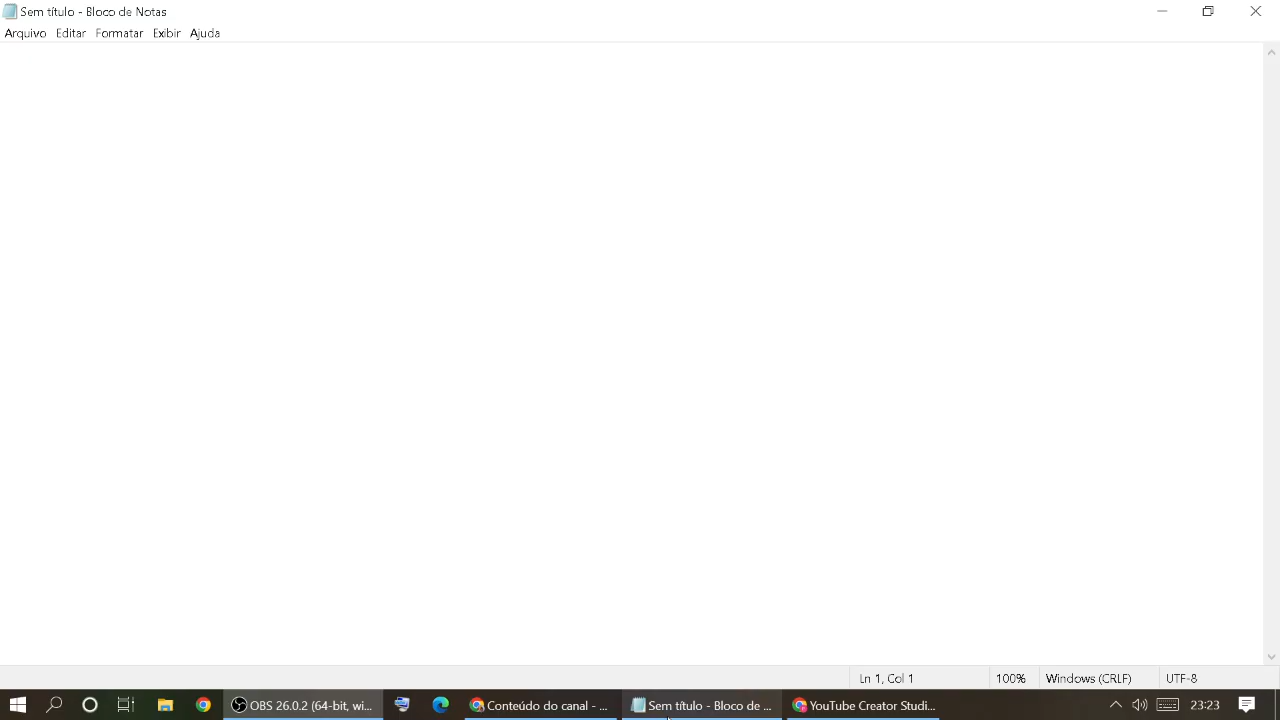 Sem título - Bloco de Notas
Arquivo Editar Formatar Exibir Ajuda
Ln 1, Col 1 100% Windows (CRLF) UTF-8
OBS 26.0.2 (64-bit, wi... Conteúdo do canal - ... Sem título - Bloco de ... YouTube Creator Studi... 23:23